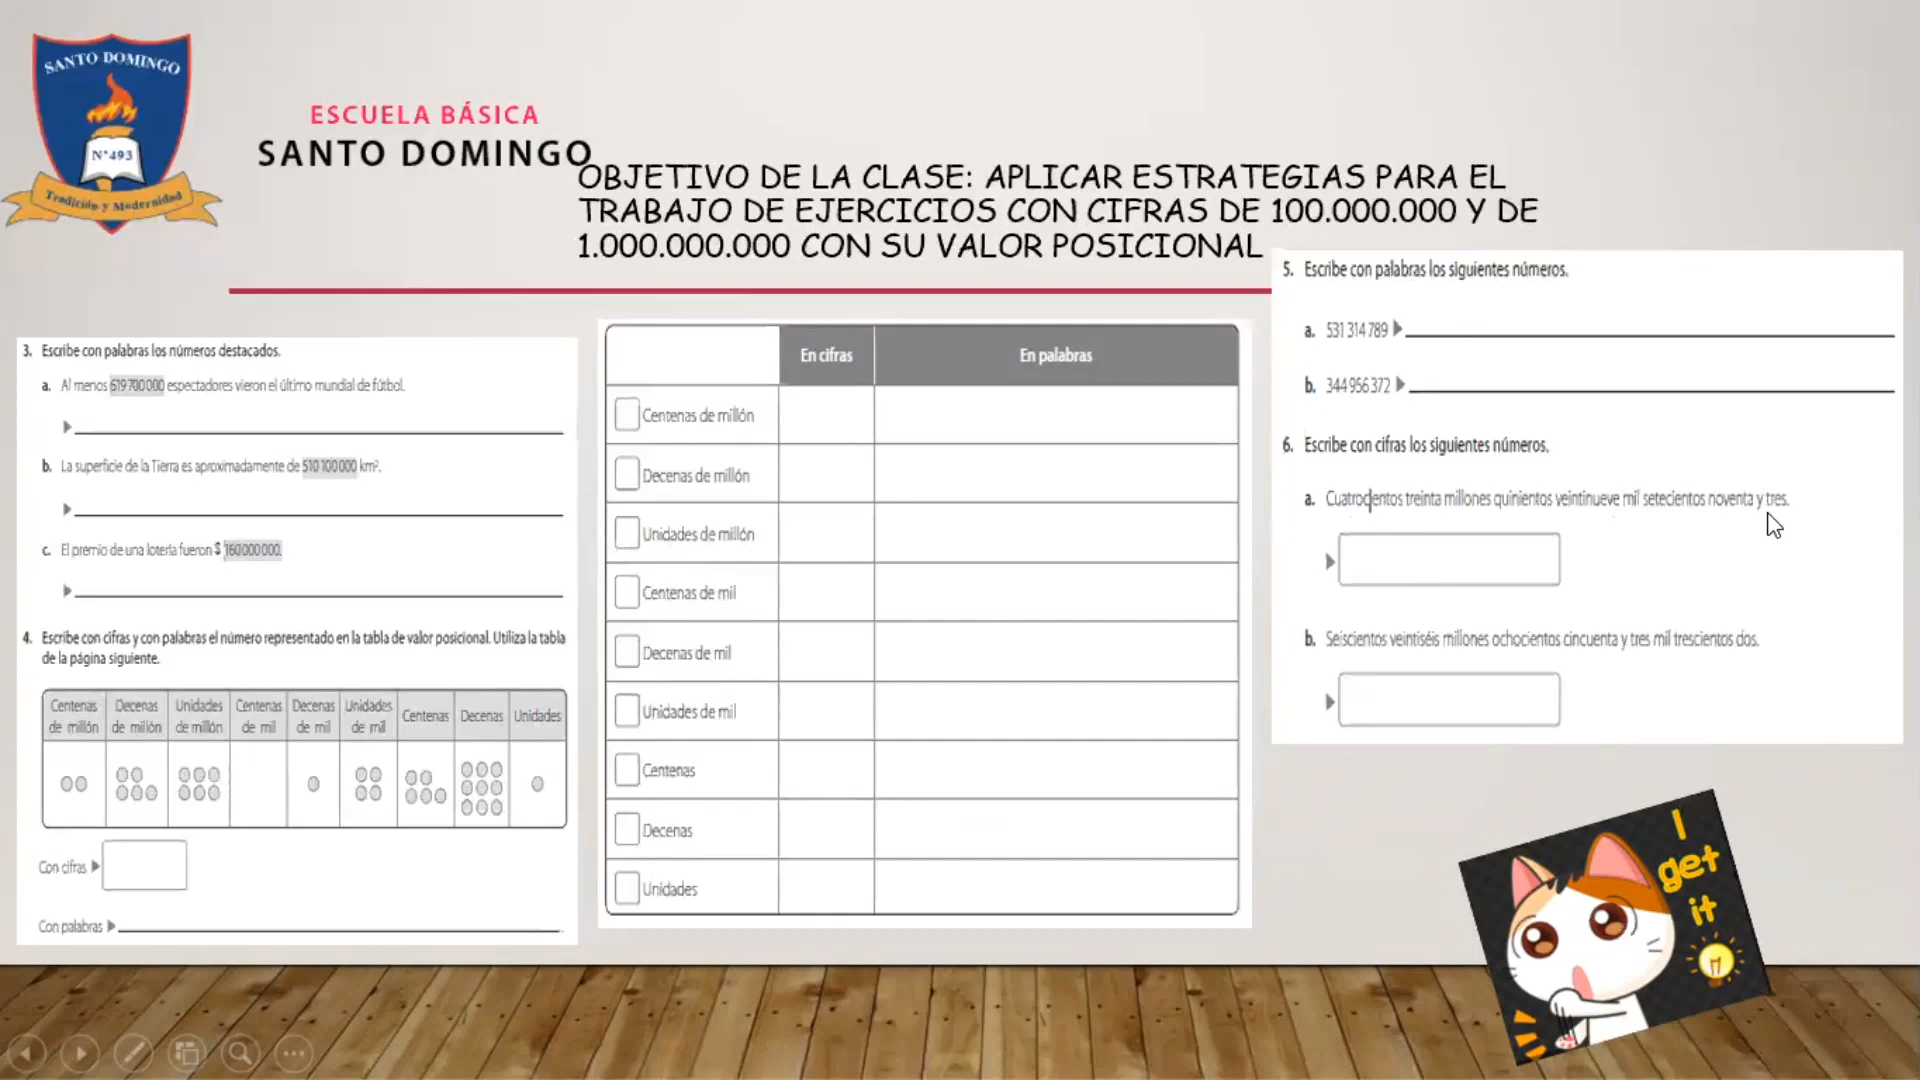 SANTO DOMINGO
N°493
Tradición y Modernidad
ESCUELA BÁSICA
SANTO DOMINGO
OBJETIVO DE LA CLASE: APLICAR ESTRATEGIAS PARA EL
TRABAJO DE EJERCICIOS CON CIFRAS DE 100.000.000 Y DE
1.000.000.000 CON SU VALOR POSICIONAL
3. Escribe con palabras los números destacados.
a. Al menos 619 700 000 espectadores vieron el último mundial de fútbol.
b. La superficie de la Tierra es aproximadamente de 510 100 000 km².
c. El premio de una lotería fueron $ 160 000 000.
4. Escribe con cifras y con palabras el número representado en la tabla de valor posicional. Utiliza la tabla
de la página siguiente.
Centenas de millón Decenas de millón Unidades de millón Centenas de mil Decenas de mil Unidades de mil Centenas Decenas Unidades
Con cifras
Con palabras
En cifras En palabras
Centenas de millón
Decenas de millón
Unidades de millón
Centenas de mil
Decenas de mil
Unidades de mil
Centenas
Decenas
Unidades
5. Escribe con palabras los siguientes números.
a. 531 314 789
b. 344 956 372
6. Escribe con cifras los siguientes números.
a. Cuatrocientos treinta millones quinientos veintinueve mil setecientos noventa y tres.
b. Seiscientos veintiséis millones ochocientos cincuenta y tres mil trescientos dos.
I
get
it